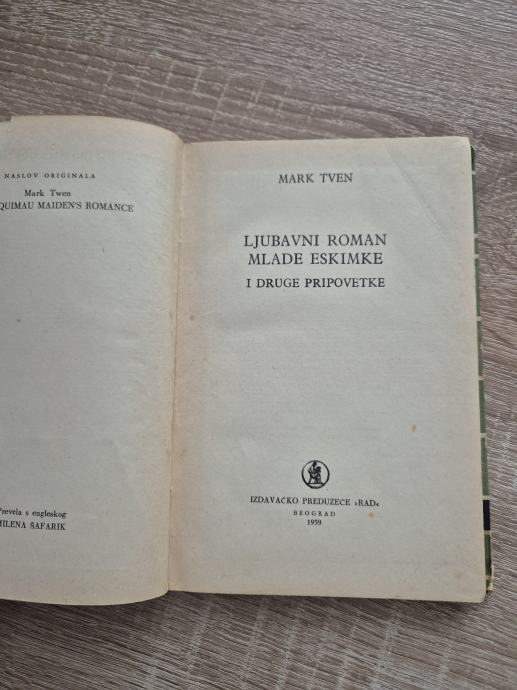 NASLOV ORIGINALA
Mark Twen
QUIMAU MAIDEN'S ROMANCE
Prevela s engleskog
MILENA SAFARIK
MARK TVEN
LJUBAVNI ROMAN
MLADE ESKIMKE
I DRUGE PRIPOVETKE
IZDAVAČKO PREDUZEĆE »RAD«
BEOGRAD
1959